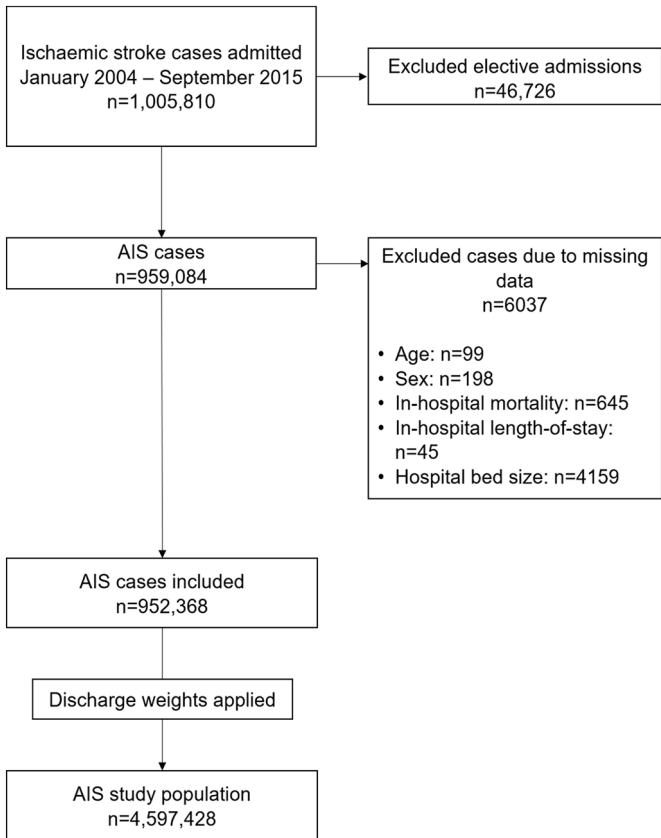 Ischaemic stroke cases admitted
January 2004 – September 2015
n=1,005,810
Excluded elective admissions
n=46,726
AIS cases
n=959,084
Excluded cases due to missing
data
n=6037
• Age: n=99
• Sex: n=198
• In-hospital mortality: n=645
• In-hospital length-of-stay:
n=45
• Hospital bed size: n=4159
AIS cases included
n=952,368
Discharge weights applied
AIS study population
n=4,597,428